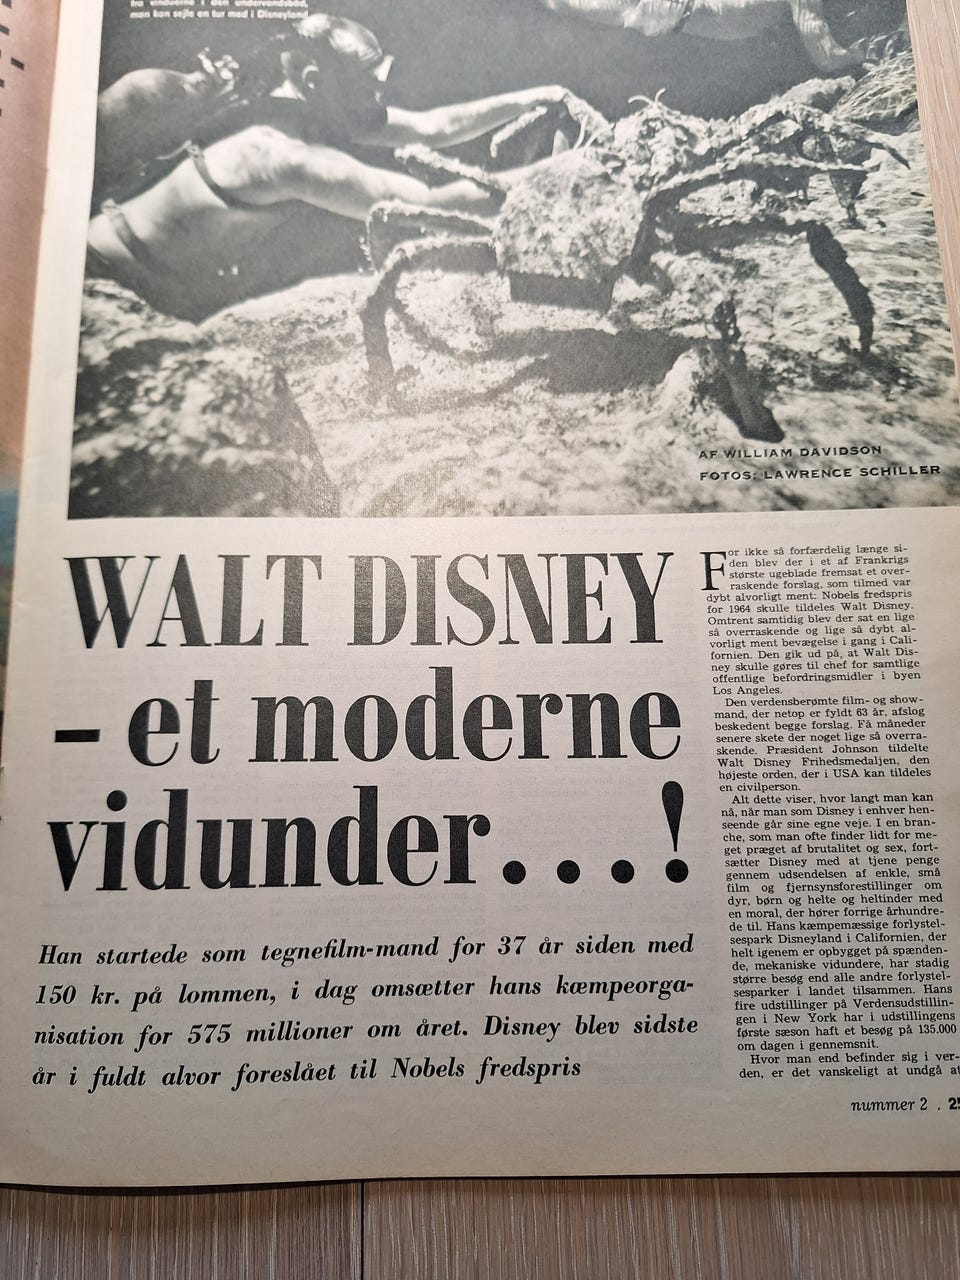 fra vinduerne i den undervandsbåd,
man kan sejle en tur med i Disneyland
AF WILLIAM DAVIDSON
FOTOS: LAWRENCE SCHILLER
WALT DISNEY
– et moderne
vidunder...!
Han startede som tegnefilm-mand for 37 år siden med
150 kr. på lommen, i dag omsætter hans kæmpeorga-
nisation for 575 millioner om året. Disney blev sidste
år i fuldt alvor foreslået til Nobels fredspris
For ikke så forfærdelig længe si-
den blev der i et af Frankrigs
største ugeblade fremsat et over-
raskende forslag, som tilmed var
dybt alvorligt ment: Nobels fredspris
for 1964 skulle tildeles Walt Disney.
Omtrent samtidig blev der sat en lige
så overraskende og lige så dybt al-
vorligt ment bevægelse i gang i Cali-
fornien. Den gik ud på, at Walt Dis-
ney skulle gøres til chef for samtlige
offentlige befordringsmidler i byen
Los Angeles.
Den verdensberømte film- og show-
mand, der netop er fyldt 63 år, afslog
beskedent begge forslag. Få måneder
senere skete der noget lige så overra-
skende. Præsident Johnson tildelte
Walt Disney Frihedsmedaljen, den
højeste orden, der i USA kan tildeles
en civilperson.
Alt dette viser, hvor langt man kan
nå, når man som Disney i enhver hen-
seende går sine egne veje. I en bran-
che, som man ofte finder lidt for me-
get præget af brutalitet og sex, fort-
sætter Disney med at tjene penge
gennem udsendelsen af enkle, små
film og fjernsynsforestillinger om
dyr, børn og helte og heltinder med
en moral, der hører forrige århundre-
de til. Hans kæmpemæssige forlystel-
sespark Disneyland i Californien, der
helt igenem er opbygget på spænden-
de, mekaniske vidundere, har stadig
større besøg end alle andre forlystel-
sesparker i landet tilsammen. Hans
fire udstillinger på Verdensudstillin-
gen i New York har i udstillingens
første sæson haft et besøg på 135.000
om dagen i gennemsnit.
Hvor man end befinder sig i ver-
den, er det vanskeligt at undgå at
nummer 2 . 25